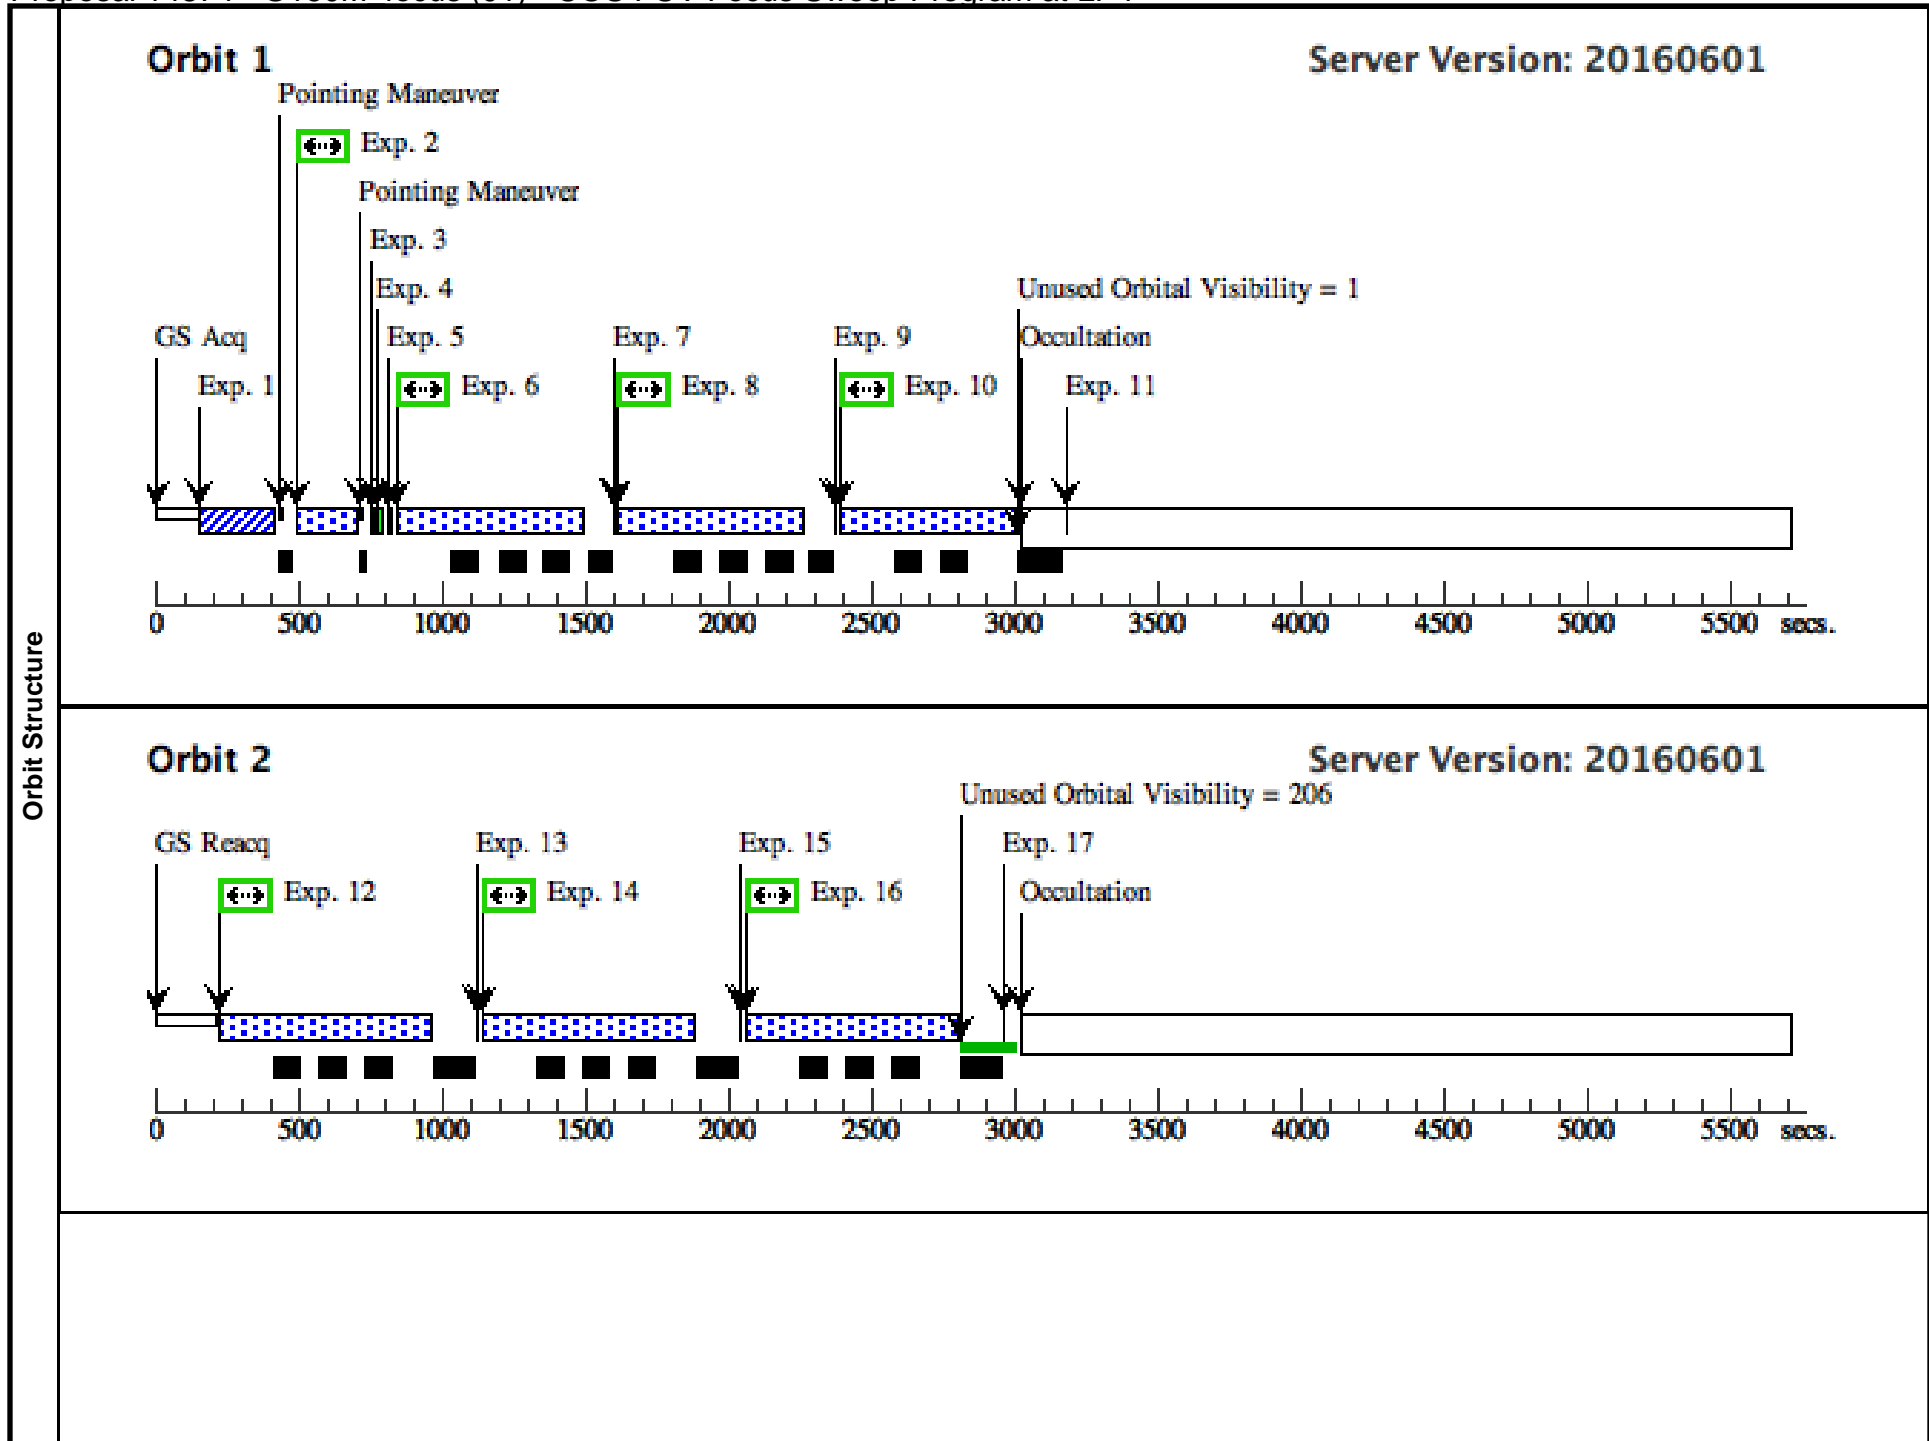 Orbit Structure
Orbit 1
Server Version: 20160601
Pointing Maneuver
Exp. 2
Pointing Maneuver
Exp. 3
Exp. 4
Unused Orbital Visibility = 1
GS Acq
Exp. 5
Exp. 7
Exp. 9
Occultation
Exp. 1
Exp. 6
Exp. 8
Exp. 10
Exp. 11
0 500 1000 1500 2000 2500 3000 3500 4000 4500 5000 5500 secs.
Orbit 2
Server Version: 20160601
Unused Orbital Visibility = 206
GS Reacq
Exp. 13
Exp. 15
Exp. 17
Exp. 12
Exp. 14
Exp. 16
Occultation
0 500 1000 1500 2000 2500 3000 3500 4000 4500 5000 5500 secs.